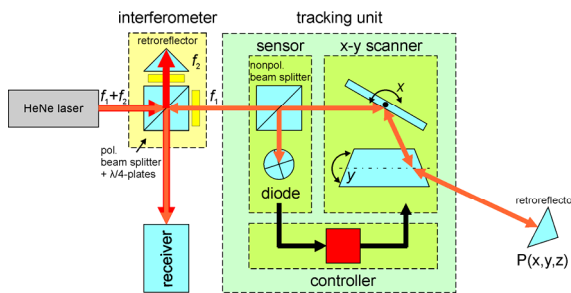 interferometer
tracking unit
retroreflector
sensor
x-y scanner
f₂
nonpol.
beam splitter
x
HeNe laser
f₁+f₂
f₁
pol.
beam splitter
+ λ/4-plates
y
diode
retroreflecto
P(x,y,z)
receiver
controller